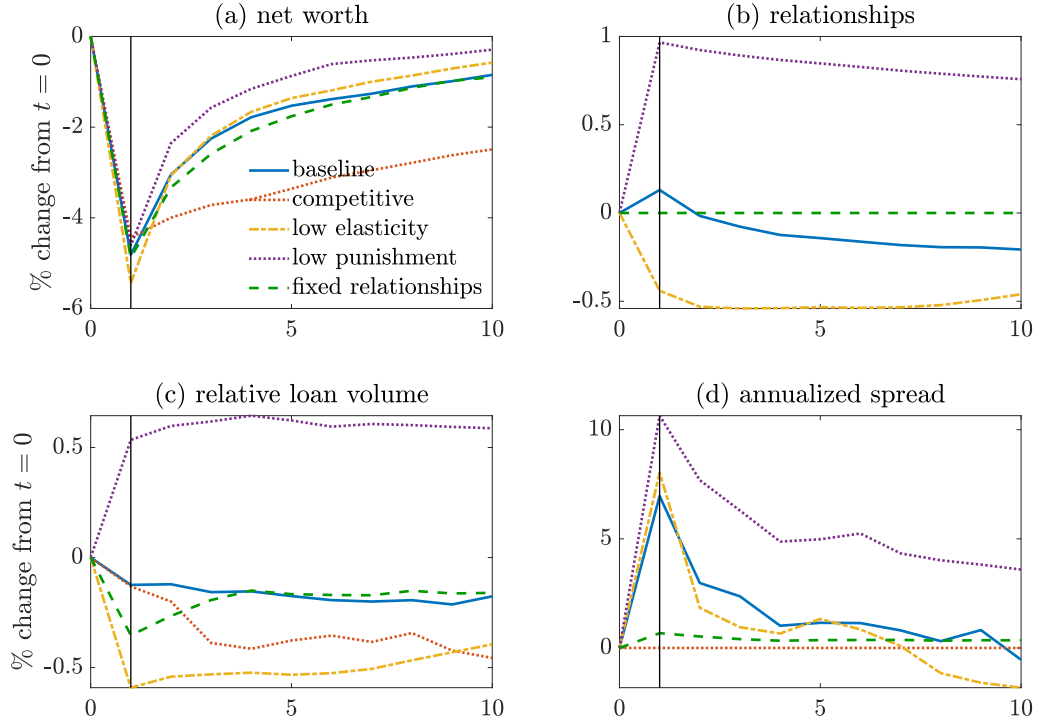 (a) net worth
(b) relationships
% change from t = 0
0
-2
-4
-6
0
5
10
baseline
competitive
low elasticity
low punishment
fixed relationships
1
0.5
0
-0.5
0
5
10
(c) relative loan volume
(d) annualized spread
% change from t = 0
0.5
0
-0.5
0
5
10
10
5
0
0
5
10